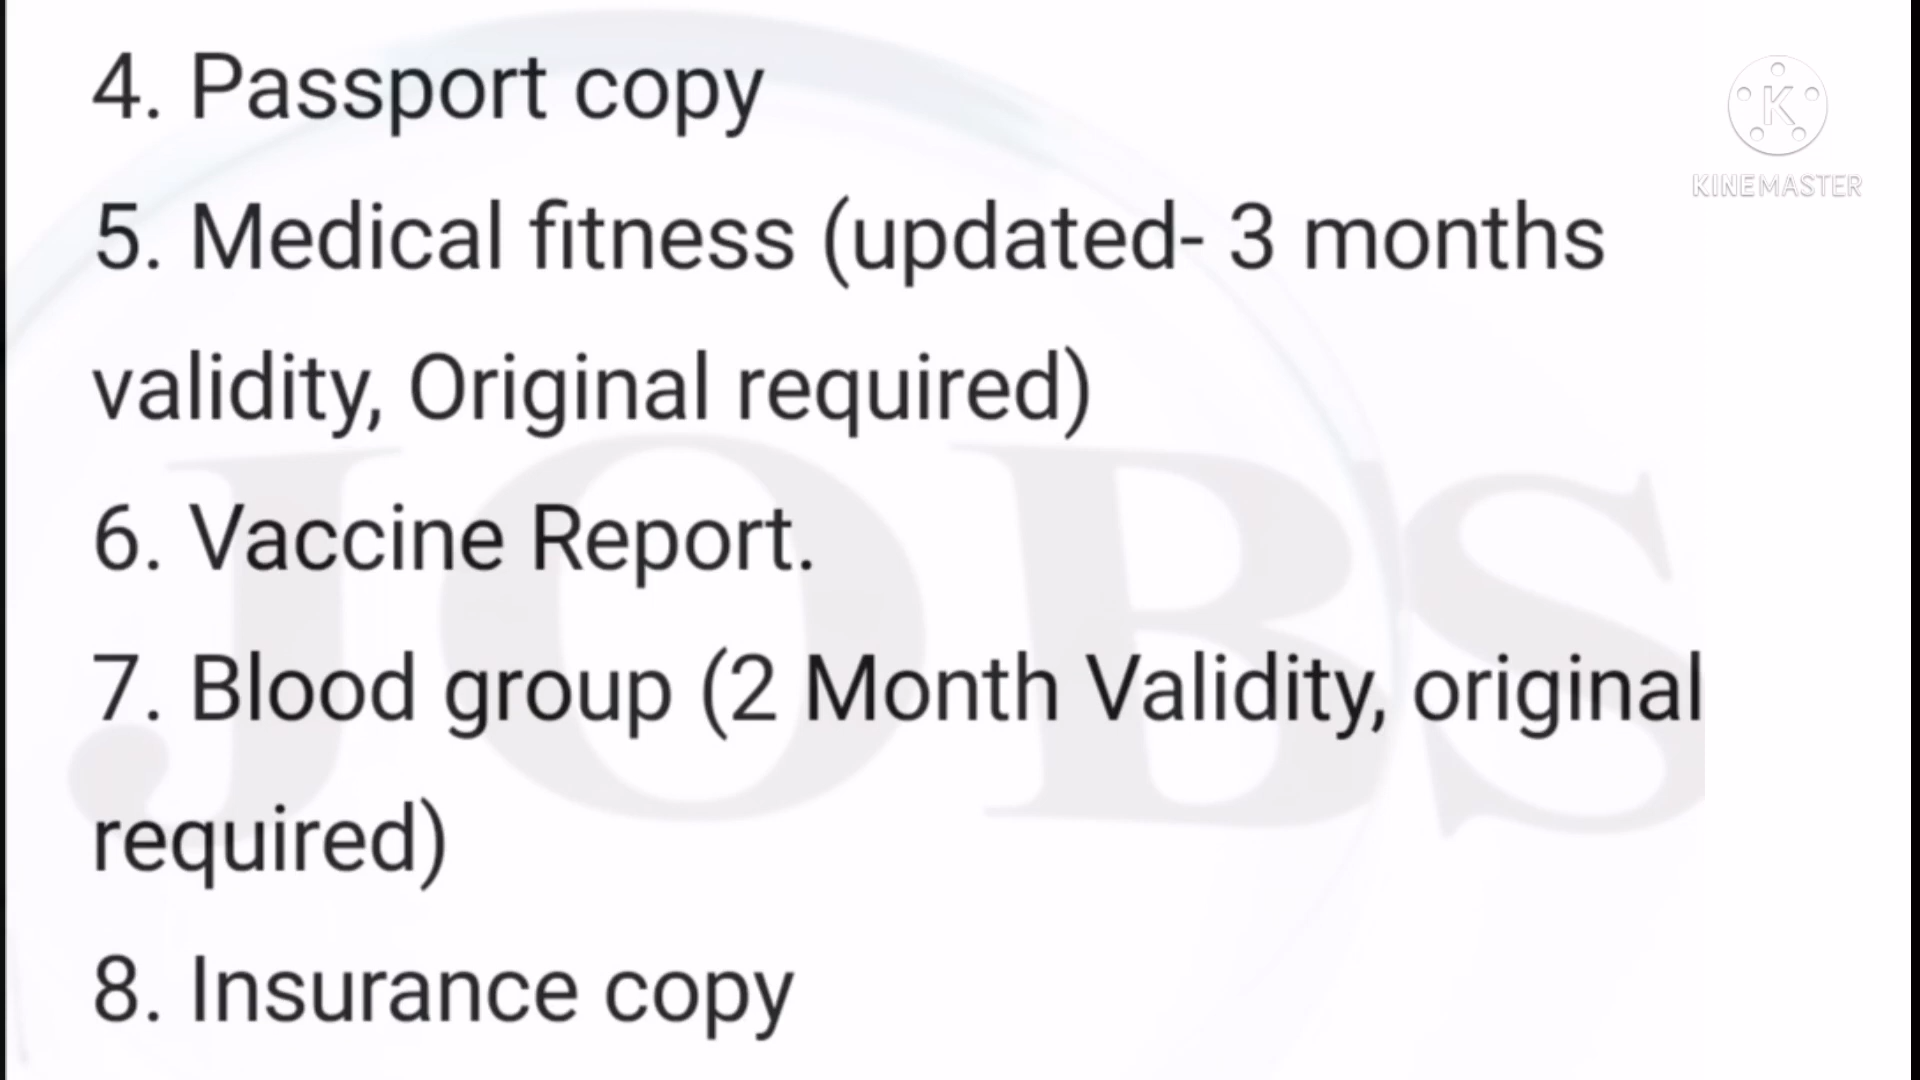 4. Passport copy
KINEMASTER
5. Medical fitness (updated- 3 months
validity, Original required)
6. Vaccine Report.
7. Blood group (2 Month Validity, original
required)
8. Insurance copy
JOBS
K